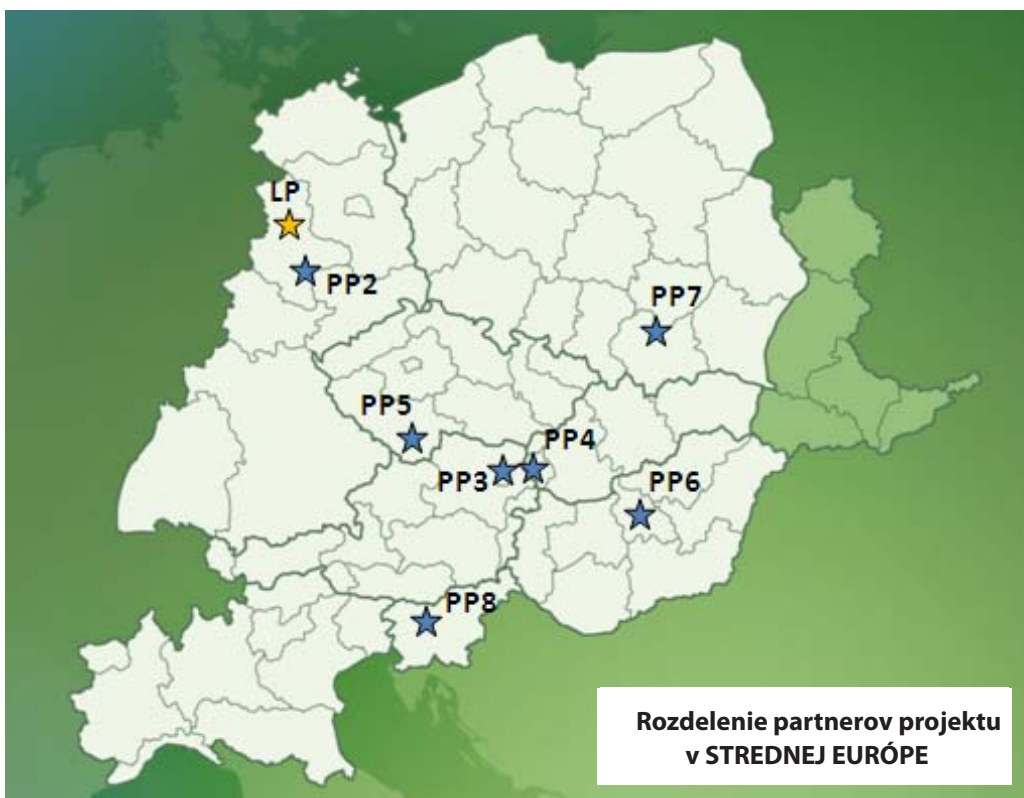 LP
PP2
PP7
PP5
PP4
PP3
PP6
PP8
Rozdelenie partnerov projektu
v STREDNEJ EURÓPE